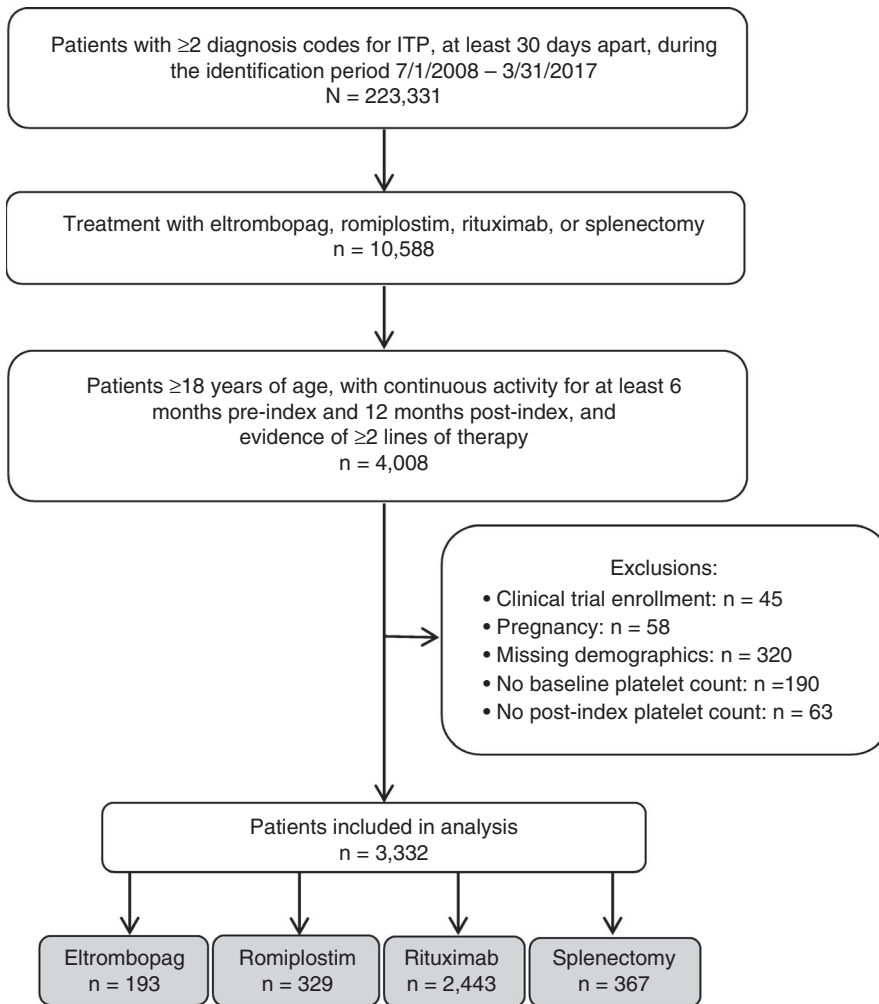 Patients with ≥2 diagnosis codes for ITP, at least 30 days apart, during
the identification period 7/1/2008 – 3/31/2017
N = 223,331
Treatment with eltrombopag, romiplostim, rituximab, or splenectomy
n = 10,588
Patients ≥18 years of age, with continuous activity for at least 6
months pre-index and 12 months post-index, and
evidence of ≥2 lines of therapy
n = 4,008
Exclusions:
• Clinical trial enrollment: n = 45
• Pregnancy: n = 58
• Missing demographics: n = 320
• No baseline platelet count: n =190
• No post-index platelet count: n = 63
Patients included in analysis
n = 3,332
Eltrombopag
n = 193
Romiplostim
n = 329
Rituximab
n = 2,443
Splenectomy
n = 367